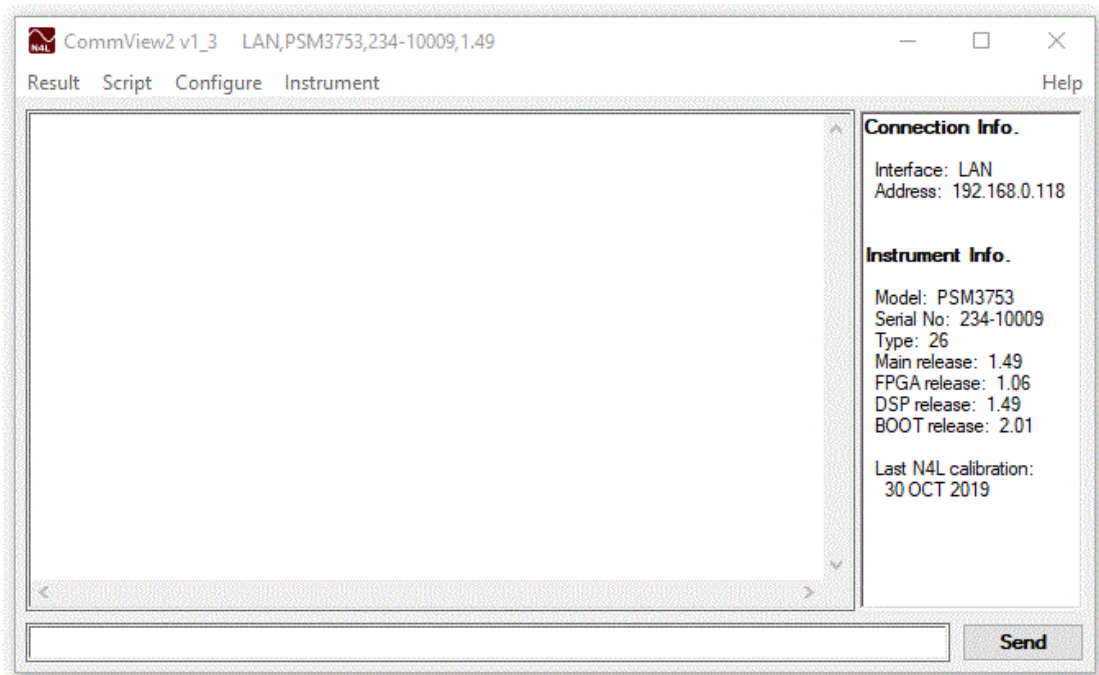 N4L CommView2 v1_3 LAN,PSM3753,234-10009,1.49
Result Script Configure Instrument Help
Connection Info.
Interface: LAN
Address: 192.168.0.118
Instrument Info.
Model: PSM3753
Serial No: 234-10009
Type: 26
Main release: 1.49
FPGA release: 1.06
DSP release: 1.49
BOOT release: 2.01
Last N4L calibration:
30 OCT 2019
Send